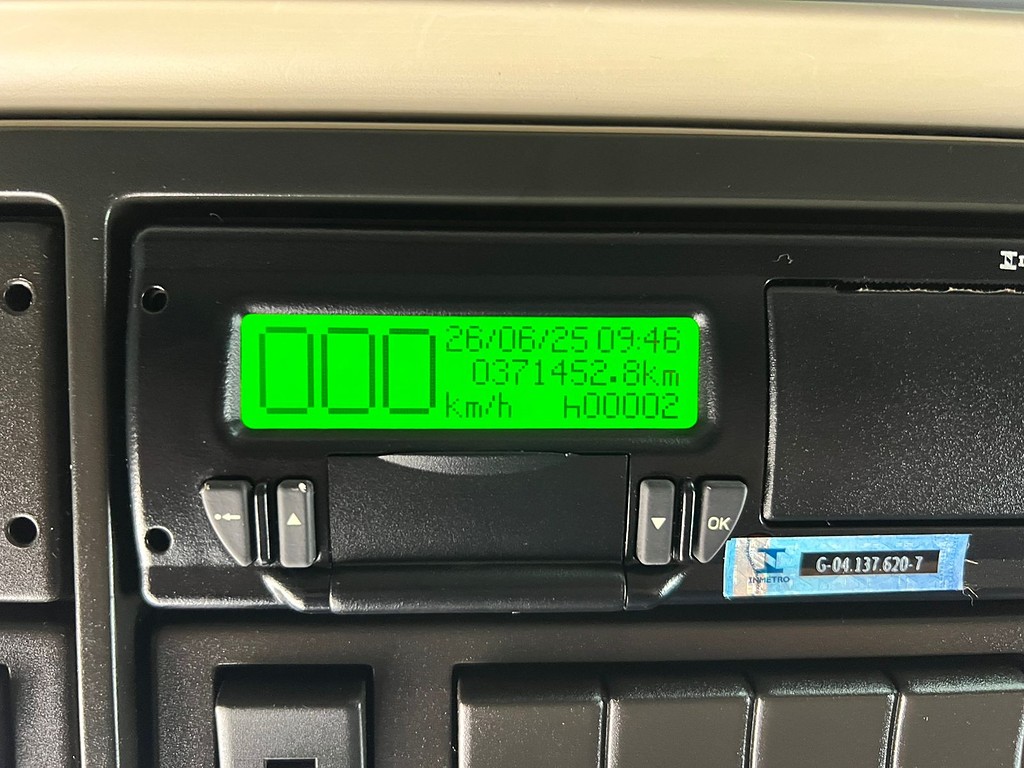 000
26/06/25 09:46
0371452.8km
km/h h00002
OK
INMETRO
G-04.137.620-7